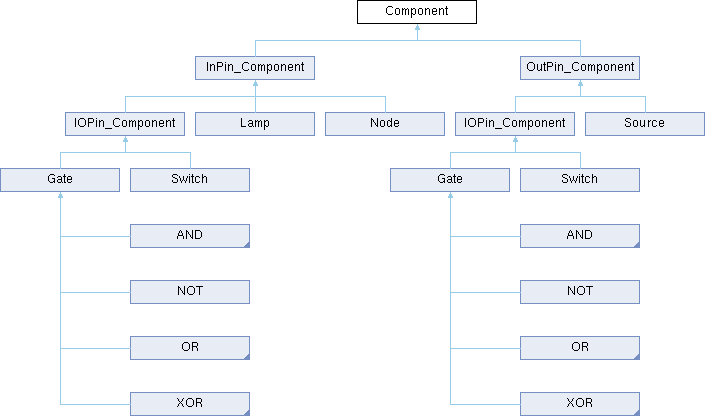 Component
InPin_Component
OutPin_Component
IOPin_Component
Lamp
Node
IOPin_Component
Source
Gate
Switch
Gate
Switch
AND
AND
NOT
NOT
OR
OR
XOR
XOR